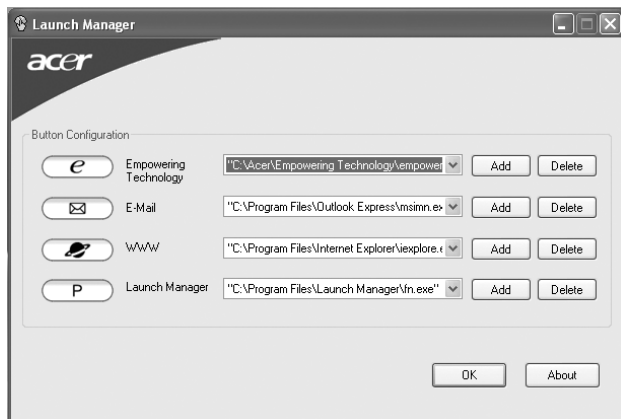 Launch Manager
acer
Button Configuration
e Empowering Technology "C:\Acer\Empowering Technology\empower Add Delete
E-Mail "C:\Program Files\Outlook Express\msimn.ex Add Delete
WWW "C:\Program Files\Internet Explorer\iexplore.e Add Delete
P Launch Manager "C:\Program Files\Launch Manager\fn.exe" Add Delete
OK About